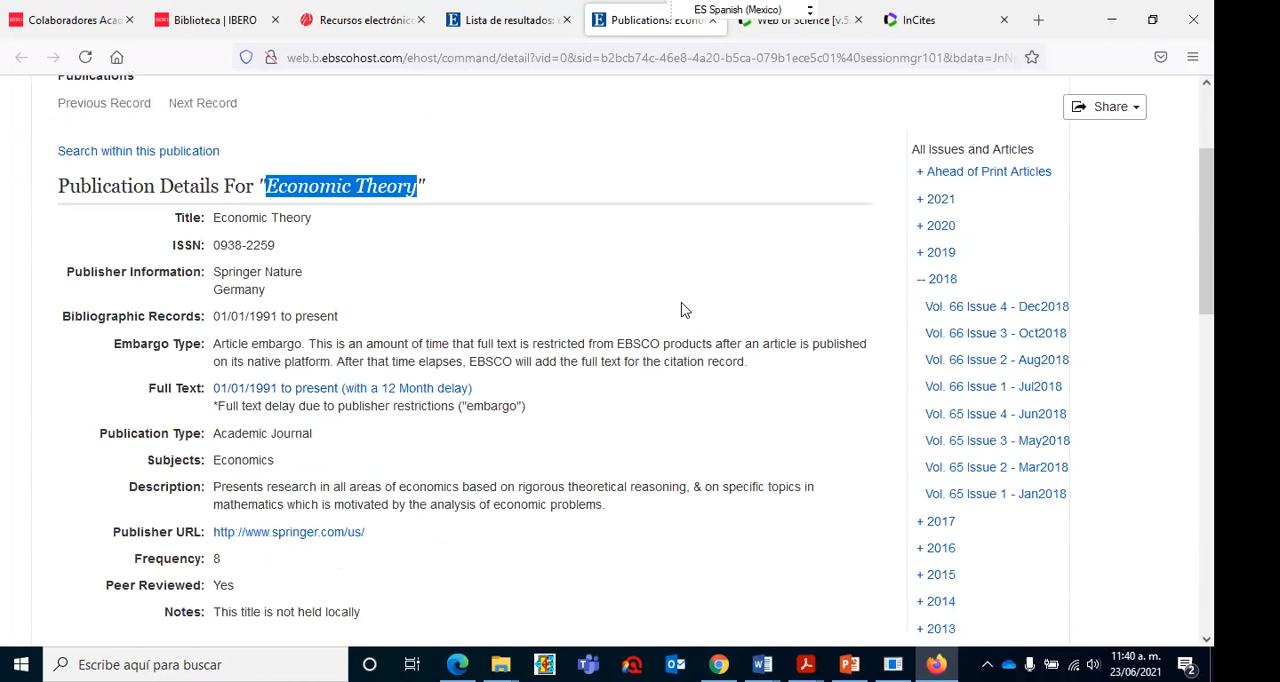 ES Spanish (Mexico)
Colaboradores Acad
Biblioteca | IBERO
Recursos electrónic
Lista de resultados:
Publications: Econo
Web of Science [v.5.
InCites
web.b.ebscohost.com/ehost/command/detail?vid=0&sid=b2bcb74c-46e8-4a20-b5ca-079b1ece5c01%40sessionmgr101&bdata=JnN
Publications
Previous Record Next Record
Share
Search within this publication
Publication Details For "Economic Theory"
Title: Economic Theory
ISSN: 0938-2259
Publisher Information: Springer Nature
Germany
Bibliographic Records: 01/01/1991 to present
Embargo Type: Article embargo. This is an amount of time that full text is restricted from EBSCO products after an article is published
on its native platform. After that time elapses, EBSCO will add the full text for the citation record.
Full Text: 01/01/1991 to present (with a 12 Month delay)
*Full text delay due to publisher restrictions ("embargo")
Publication Type: Academic Journal
Subjects: Economics
Description: Presents research in all areas of economics based on rigorous theoretical reasoning, & on specific topics in
mathematics which is motivated by the analysis of economic problems.
Publisher URL: http://www.springer.com/us/
Frequency: 8
Peer Reviewed: Yes
Notes: This title is not held locally
All Issues and Articles
+ Ahead of Print Articles
+ 2021
+ 2020
+ 2019
-- 2018
Vol. 66 Issue 4 - Dec2018
Vol. 66 Issue 3 - Oct2018
Vol. 66 Issue 2 - Aug2018
Vol. 66 Issue 1 - Jul2018
Vol. 65 Issue 4 - Jun2018
Vol. 65 Issue 3 - May2018
Vol. 65 Issue 2 - Mar2018
Vol. 65 Issue 1 - Jan2018
+ 2017
+ 2016
+ 2015
+ 2014
+ 2013
Escribe aquí para buscar
11:40 a. m.
23/06/2021
2